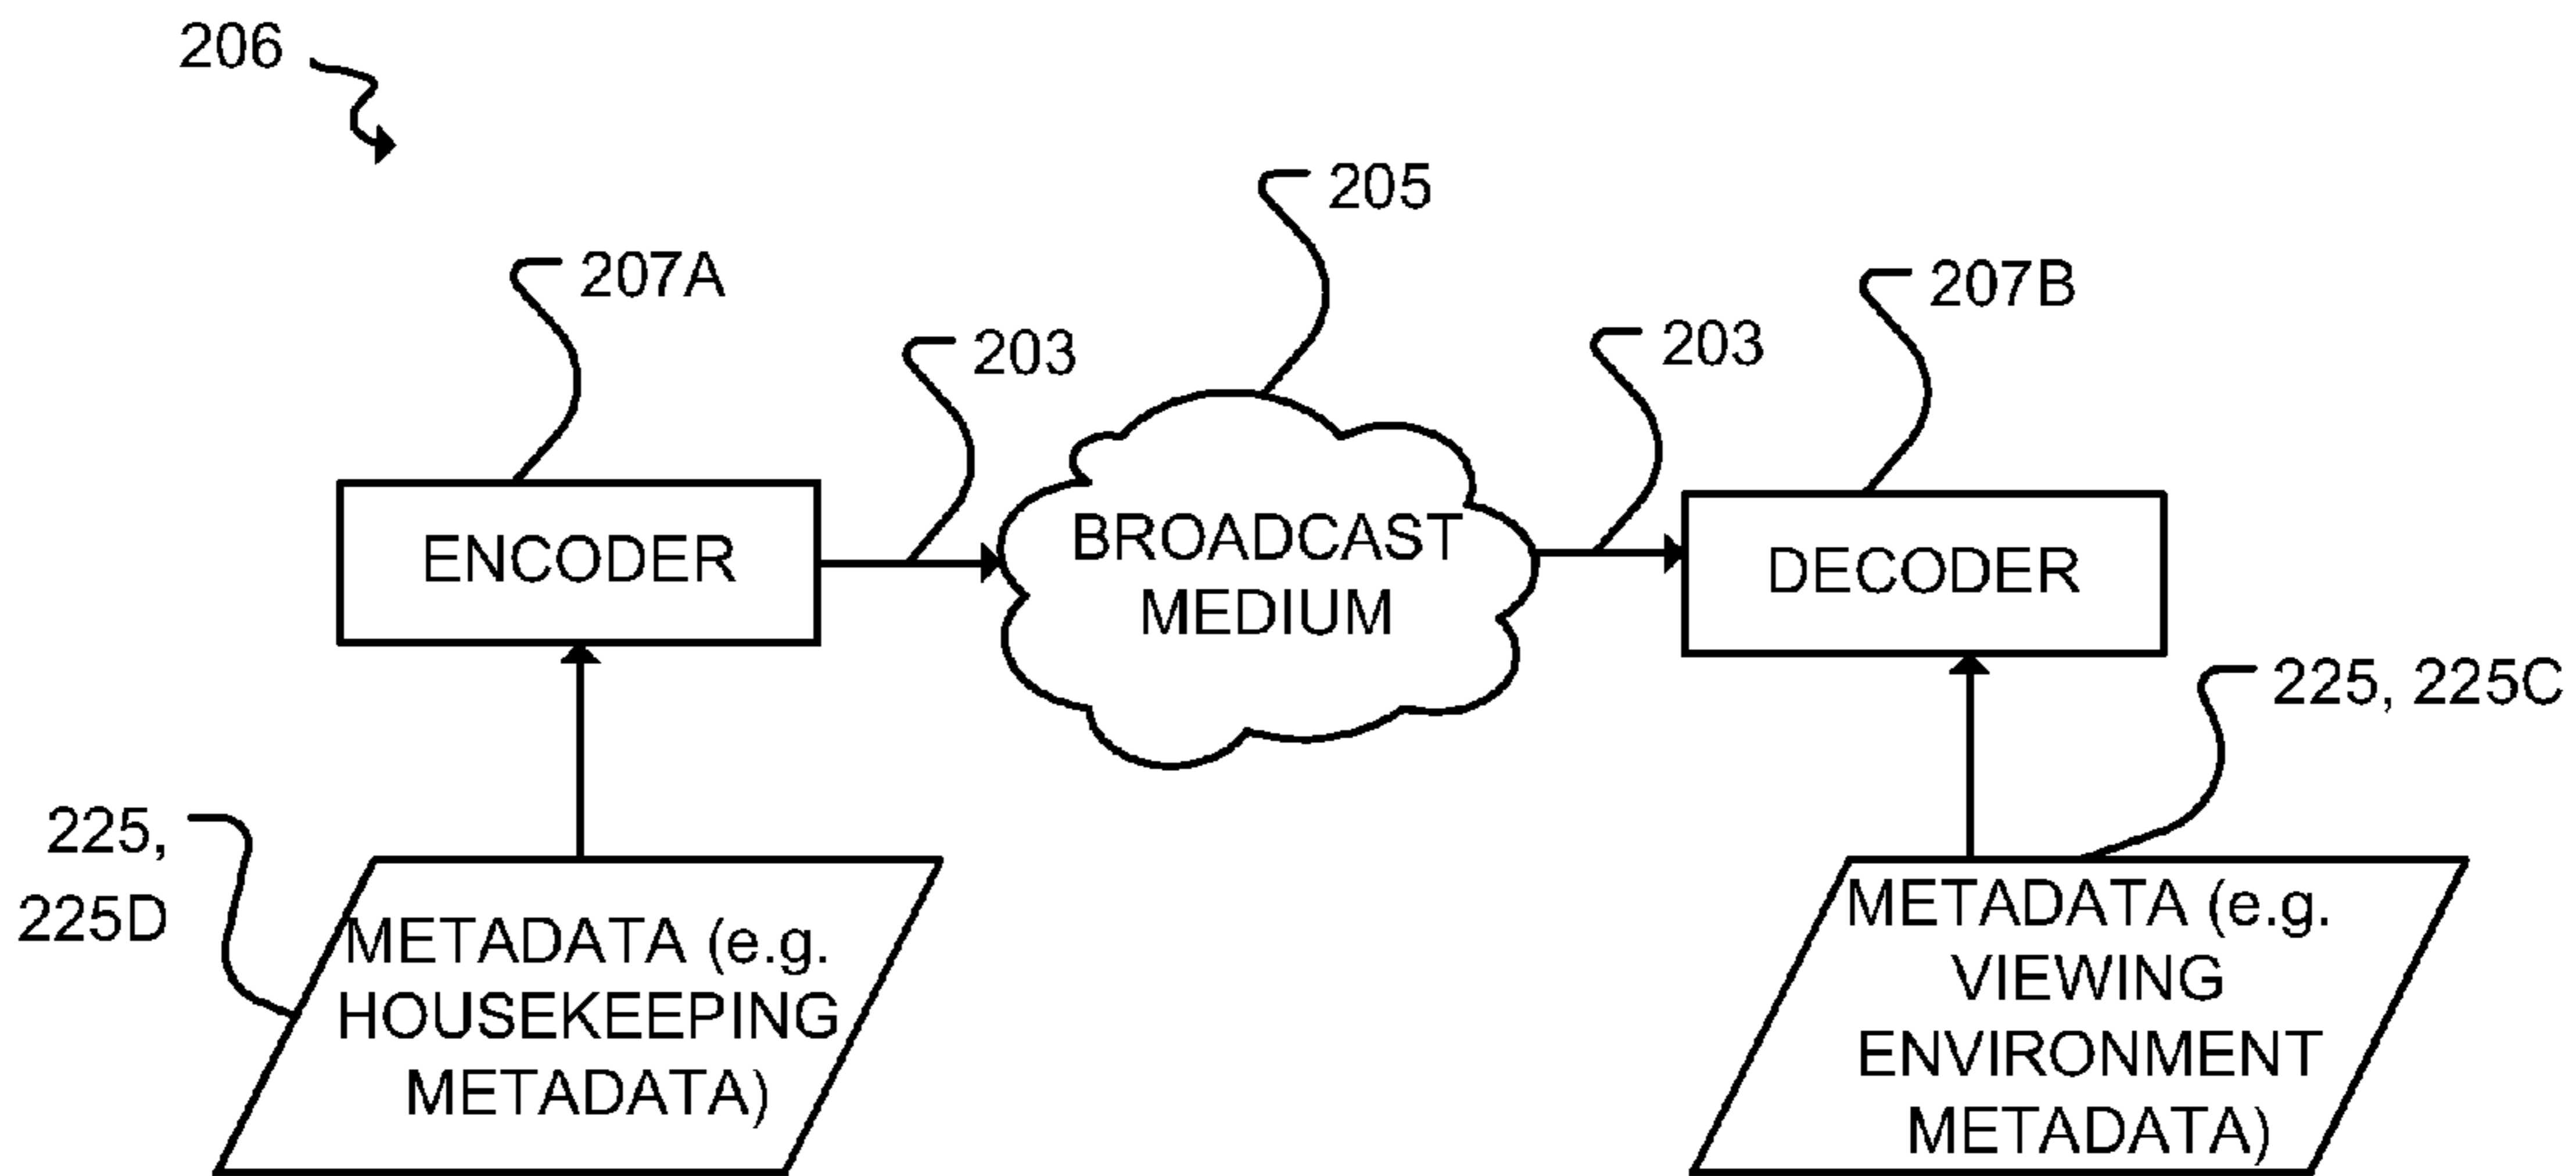 206
205
207A
207B
203
203
ENCODER
BROADCAST
MEDIUM
DECODER
225, 225C
225,
225D
METADATA (e.g.
HOUSEKEEPING
METADATA)
METADATA (e.g.
VIEWING
ENVIRONMENT
METADATA)